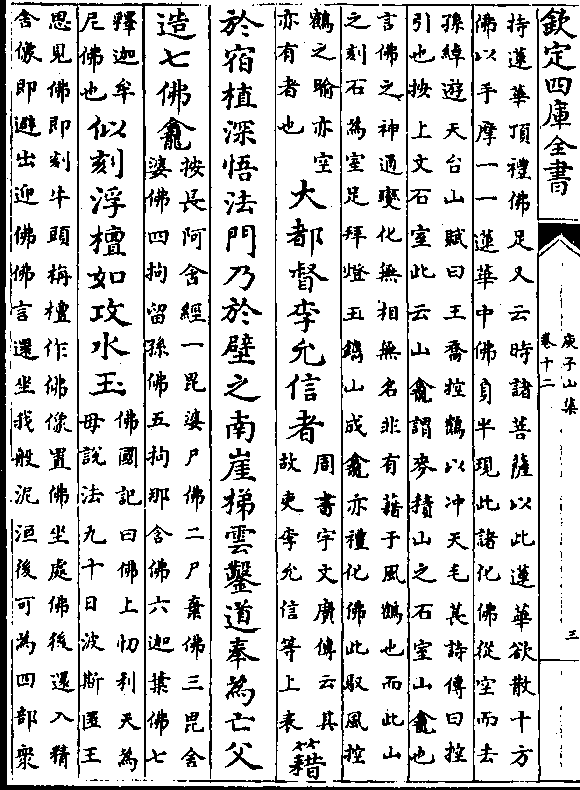 欽定四庫全書
庾子山集
卷十二
三
持蓮華頂禮佛足又云時諸菩薩以此蓮華欲散十方
佛以手摩一一蓮華中佛身半現此諸化佛從空而去
孫綽遊天台山賦曰王喬控鶴以冲天毛萇詩傳曰控
引也按上文石室此云山龕謂麥積山之石室山龕也
言佛之神通變化無相無名非有藉于風鶴也而此山
之刻石為室足拜燈王鐫山成龕亦禮化佛此馭風控
鶴之喻亦空
亦有者也
大都督李允信者
周書宇文廣傳云其
故吏李允信等上表
籍
於宿植深悟法門乃於壁之南崖梯雲鑿道奉為亡父
造七佛龕
按長阿含經一毘婆尸佛二尸棄佛三毘舍
婆佛四拘留孫佛五拘那含佛六迦葉佛七
釋迦牟
尼佛也
似刻浮檀如攻水玉
佛國記曰佛上忉利天為
母說法九十日波斯匿王
思見佛即刻牛頭栴檀作佛像置佛坐處佛後還入精
舍像即避出迎佛佛言還坐我般泥洹後可為四部衆